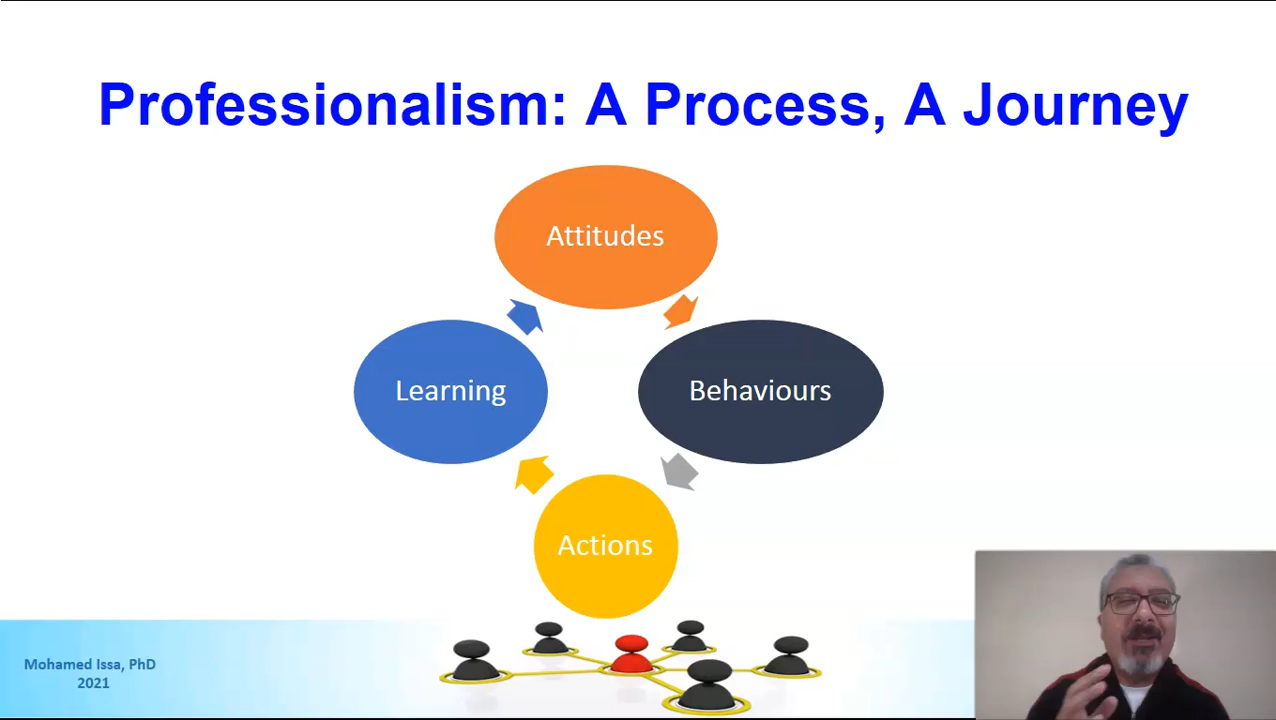 Professionalism: A Process, A Journey
Attitudes
Learning
Behaviours
Actions
Mohamed Issa, PhD
2021